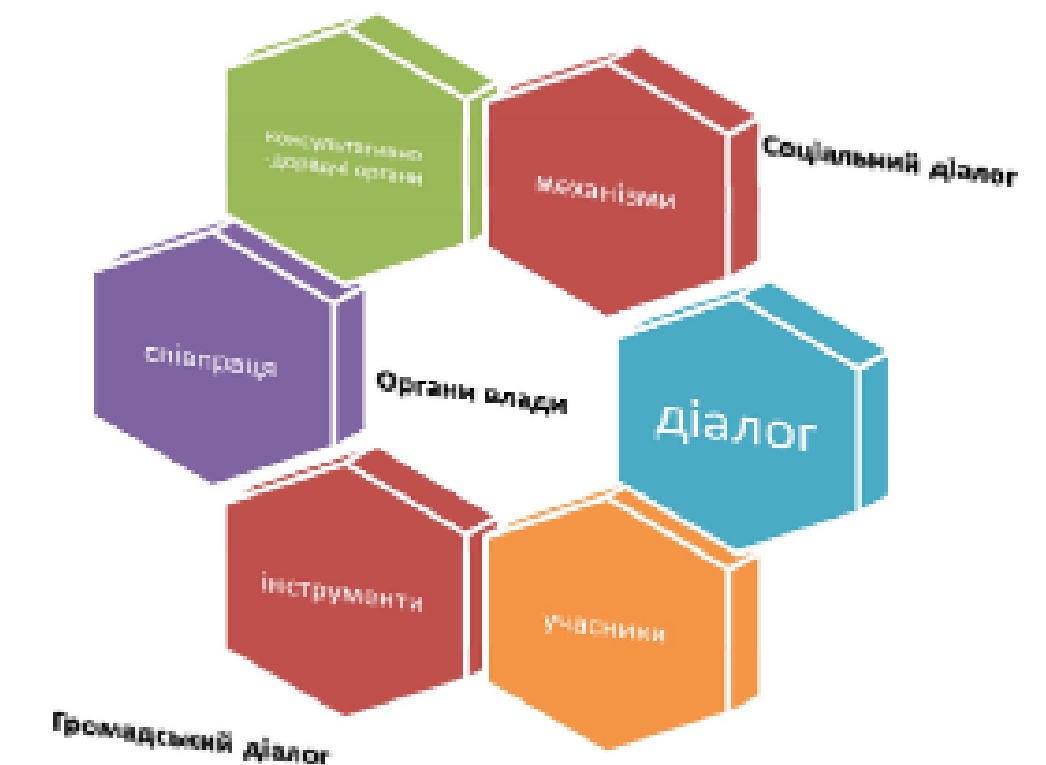 консультативно
-дорадчі органи
механізми
Соціальний діалог
співпраця
Органи влади
діалог
інструменти
учасники
Громадський діалог